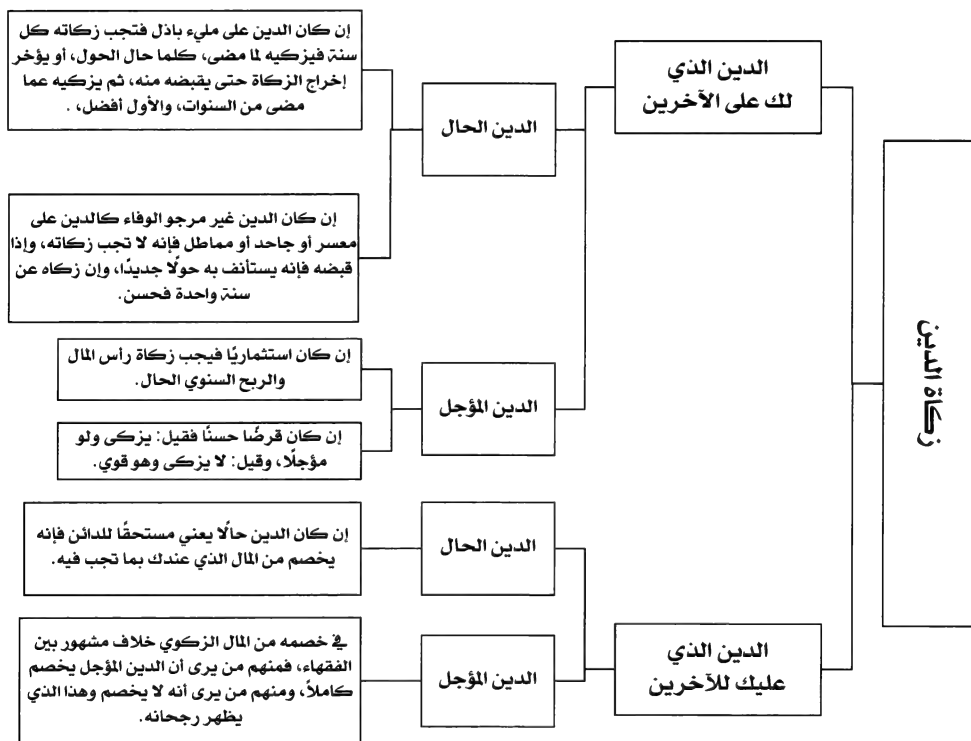 زكاة الدين
الدين الذي
لك على الآخرين
الدين الحال
إن كان الدين على مليء باذل فتجب زكاته كل
سنة فيزكيه لما مضى، كلما حال الحول، أو يؤخر
إخراج الزكاة حتى يقبضه منه، ثم يزكيه عما
مضى من السنوات، والأول أفضل، .
إن كان الدين غير مرجو الوفاء كالدين على
معسر أو جاحد أو مماطل فإنه لا تجب زكاته، وإذا
قبضه فإنه يستأنف به حولًا جديدًا، وإن زكاه عن
سنة واحدة فحسن.
الدين المؤجل
إن كان استثماريًا فيجب زكاة رأس المال
والربح السنوي الحال.
إن كان قرضًا حسنًا فقيل: يزكى ولو
مؤجلًا، وقيل: لا يزكى وهو قوي.
الدين الذي
عليك للآخرين
الدين الحال
إن كان الدين حالًا يعني مستحقًا للدائن فإنه
يخصم من المال الذي عندك بما تجب فيه.
الدين المؤجل
في خصمه من المال الزكوي خلاف مشهور بين
الفقهاء، فمنهم من يرى أن الدين المؤجل يخصم
كاملاً، ومنهم من يرى أنه لا يخصم وهذا الذي
يظهر رجحانه.